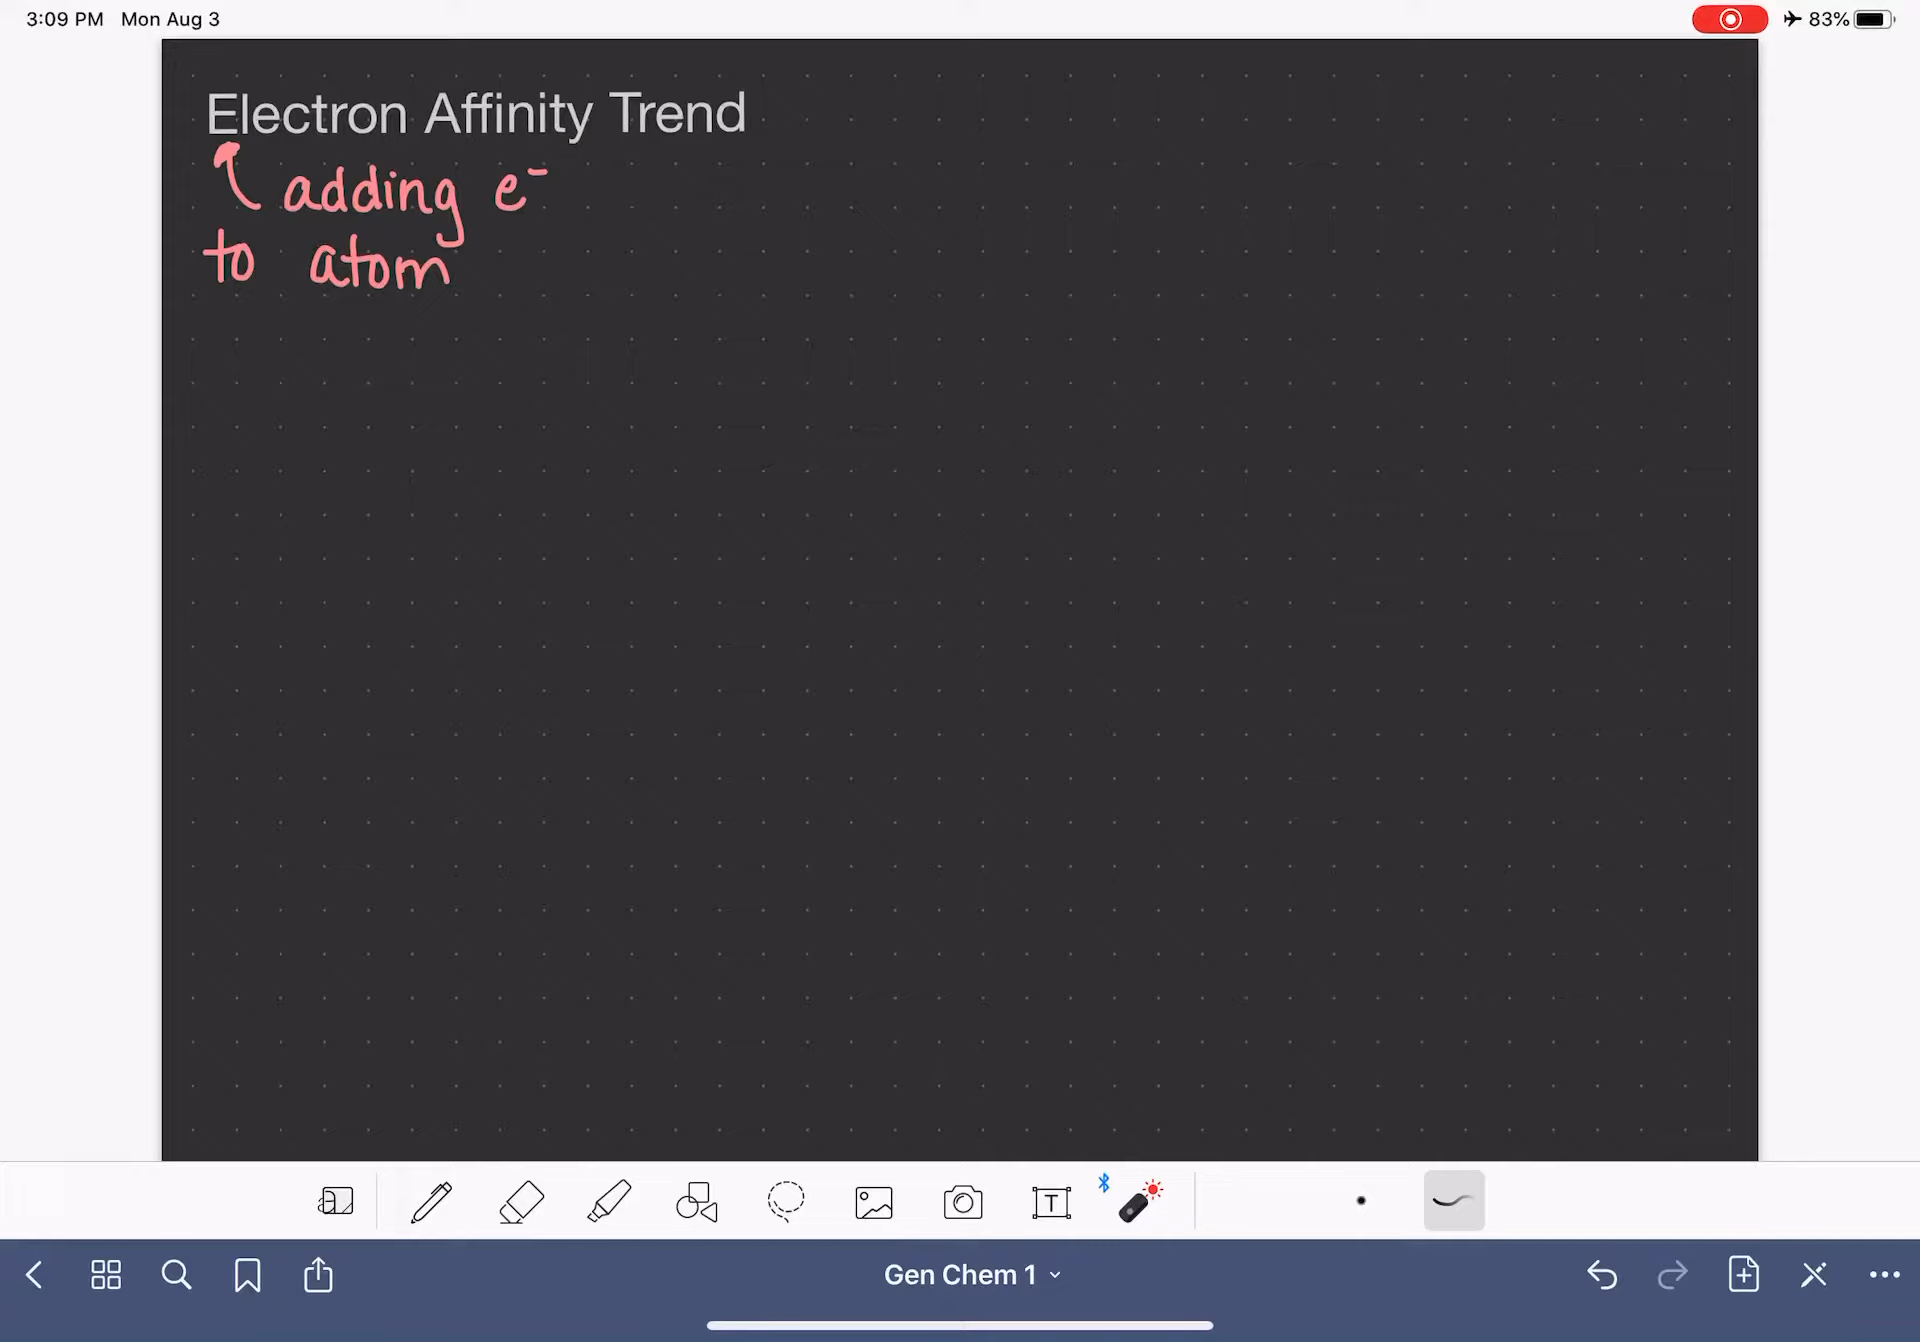 3:09 PM Mon Aug 3
83%
Electron Affinity Trend
adding e⁻
to atom
T
Gen Chem 1